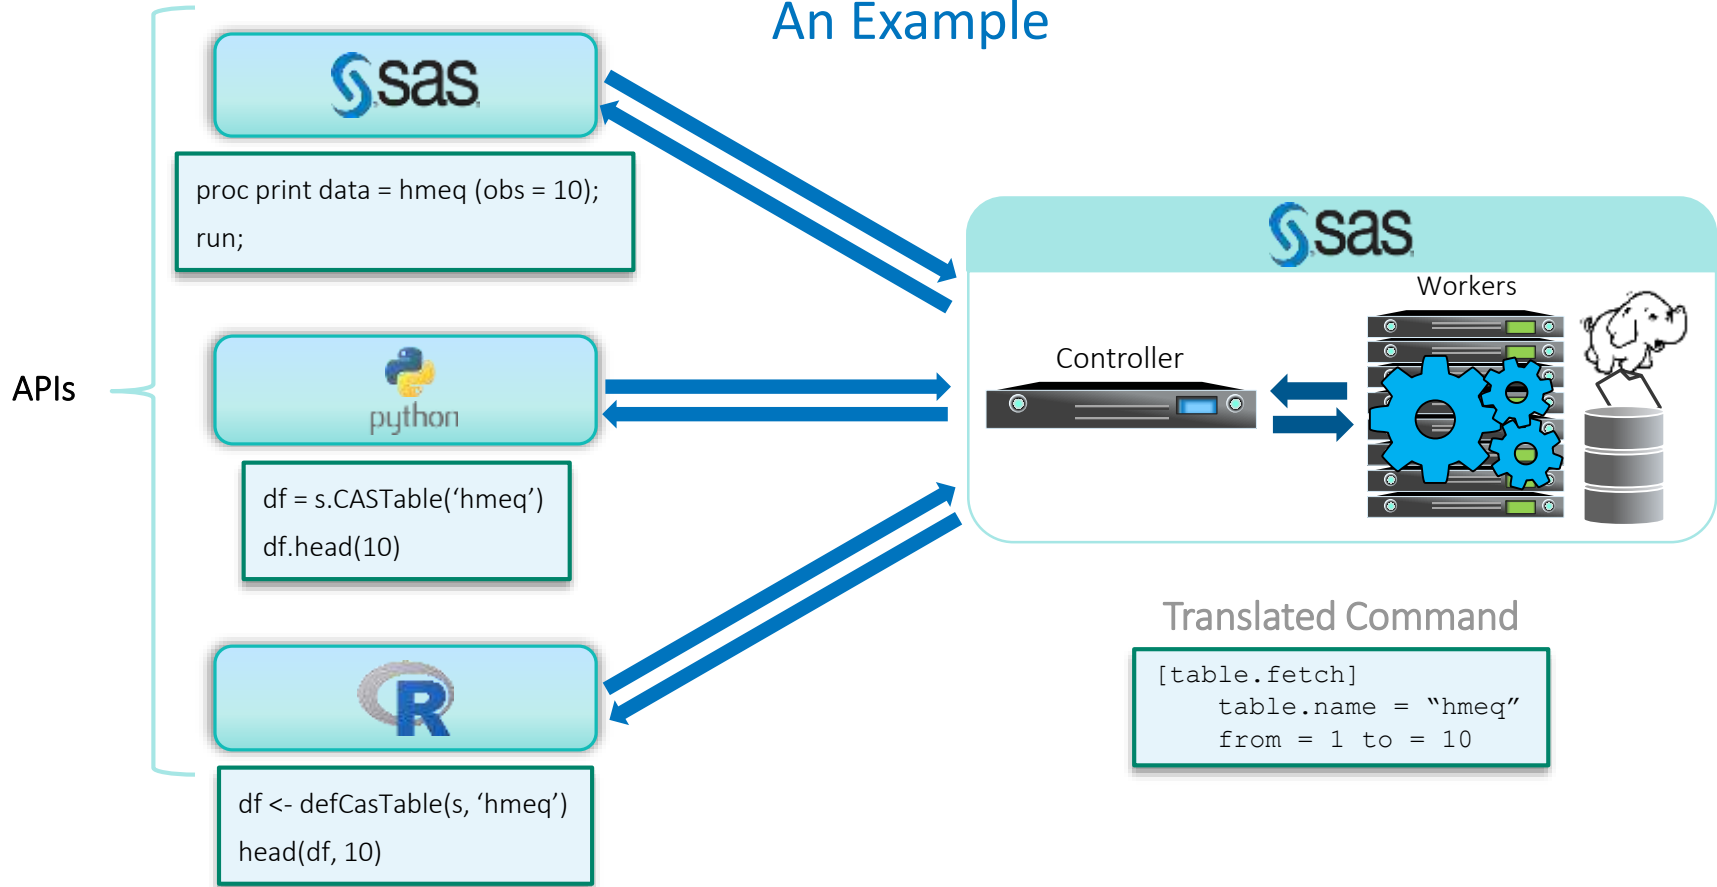 An Example
APIs
sas
proc print data = hmeq (obs = 10);
run;
python
df = s.CASTable(‘hmeq’)
df.head(10)
R
df <- defCasTable(s, ‘hmeq’)
head(df, 10)
sas
Controller
Workers
Translated Command
[table.fetch]
table.name = “hmeq”
from = 1 to = 10